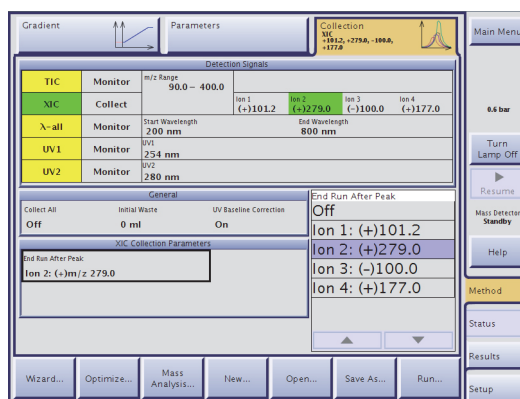 Gradient
Parameters
Collection
XIC
+101.2, +279.0, -100.0,
+177.0
Main Menu
Detection Signals
TIC Monitor m/z Range 90.0 – 400.0
XIC Collect Ion 1 (+)101.2 Ion 2 (+)279.0 Ion 3 (-)100.0 Ion 4 (+)177.0
λ-all Monitor Start Wavelength 200 nm End Wavelength 800 nm
UV1 Monitor UV1 254 nm
UV2 Monitor UV2 280 nm
0.6 bar
Turn
Lamp Off
Resume
Mass Detector
Standby
Help
Method
Status
Results
Setup
General
Collect All Initial Waste UV Baseline Correction
Off 0 ml On
XIC Collection Parameters
End Run After Peak
Ion 2: (+)m/z 279.0
End Run After Peak
Off
Ion 1: (+)101.2
Ion 2: (+)279.0
Ion 3: (-)100.0
Ion 4: (+)177.0
Wizard... Optimize... Mass Analysis... New... Open... Save As... Run...